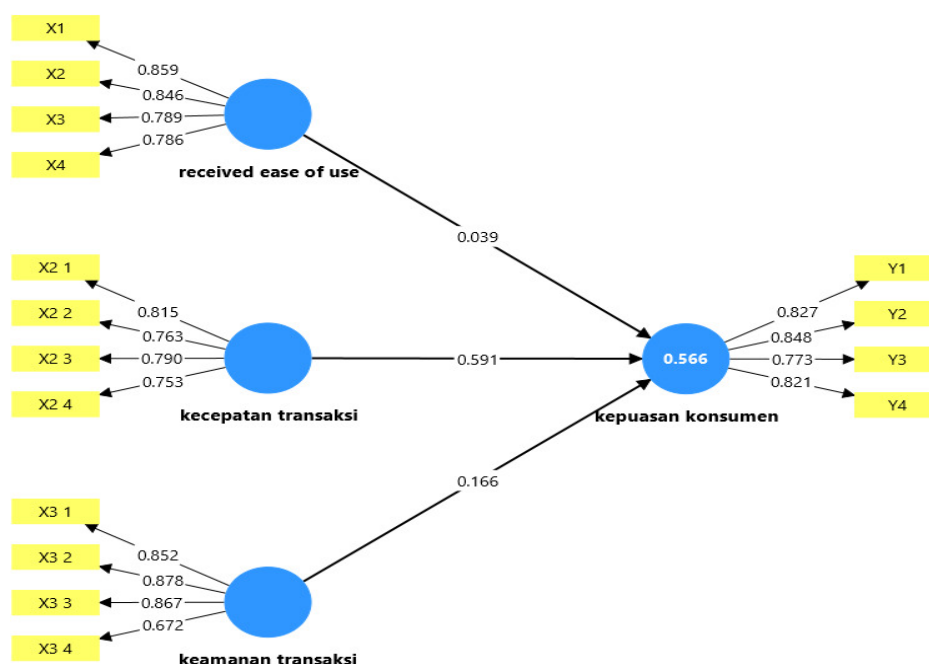 X1
0.859
X2
0.846
X3
0.789
0.786
X4
received ease of use
0.039
X2 1
0.815
X2 2
0.763
X2 3
0.790
0.753
X2 4
kecepatan transaksi
0.591
0.566
kepuasan konsumen
Y1
0.827
Y2
0.848
Y3
0.773
0.821
Y4
0.166
X3 1
0.852
X3 2
0.878
X3 3
0.867
0.672
X3 4
keamanan transaksi